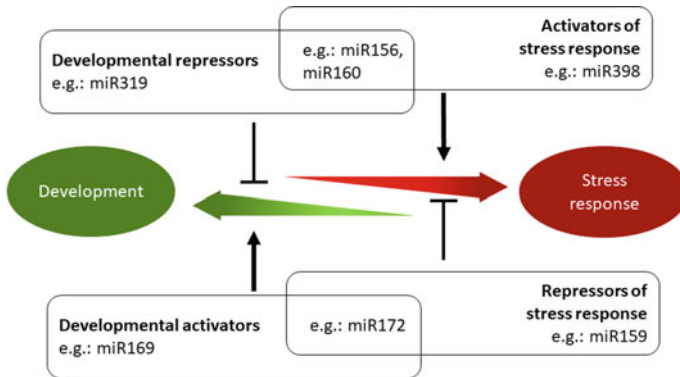 Developmental repressors
e.g.: miR319
e.g.: miR156,
miR160
Activators of
stress response
e.g.: miR398
Development
Stress
response
Developmental activators
e.g.: miR169
e.g.: miR172
Repressors of
stress response
e.g.: miR159